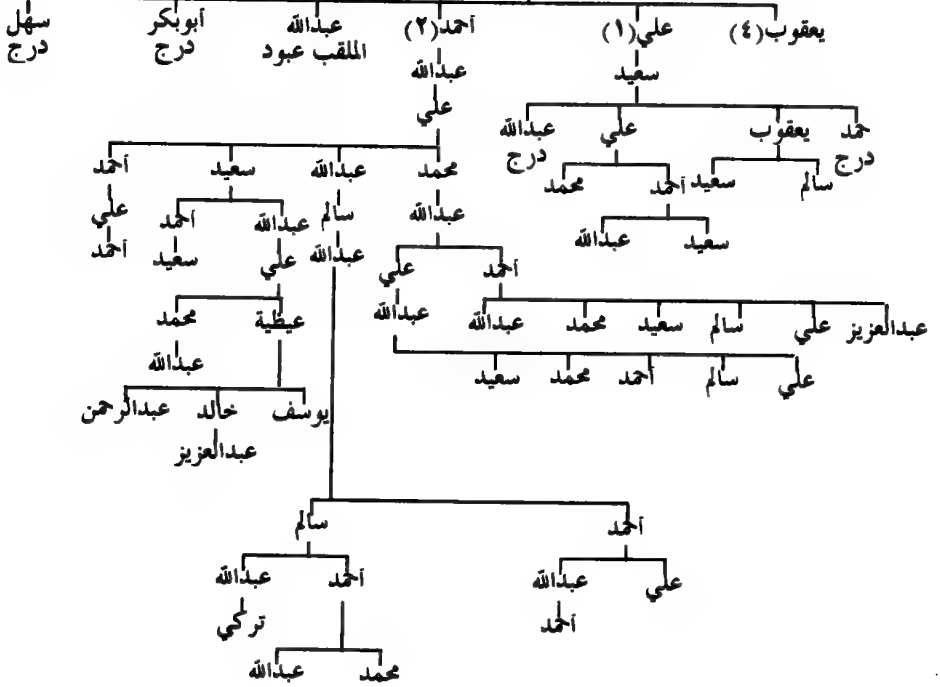 يعقوب(٤) علي(١) أحمد(٢) عبدالله أبوبكر سهل
الملقب عبود درج درج
سعيد عبدالله
علي
حمد يعقوب علي عبدالله
درج درج
محمد عبدالله سعيد أحمد
سالم سعيد أحمد محمد
سعيد عبدالله
عبدالله سالم عبدالله أحمد علي
أحمد علي عبدالله علي سعيد أحمد
عبدالعزيز علي سالم سعيد محمد عبدالله
عبدالله عيظية محمد
علي سالم أحمد محمد سعيد
عبدالله
يوسف خالد عبدالرحمن
عبدالعزيز
أحمد سالم
علي عبدالله أحمد عبدالله
أحمد تركي
محمد عبدالله